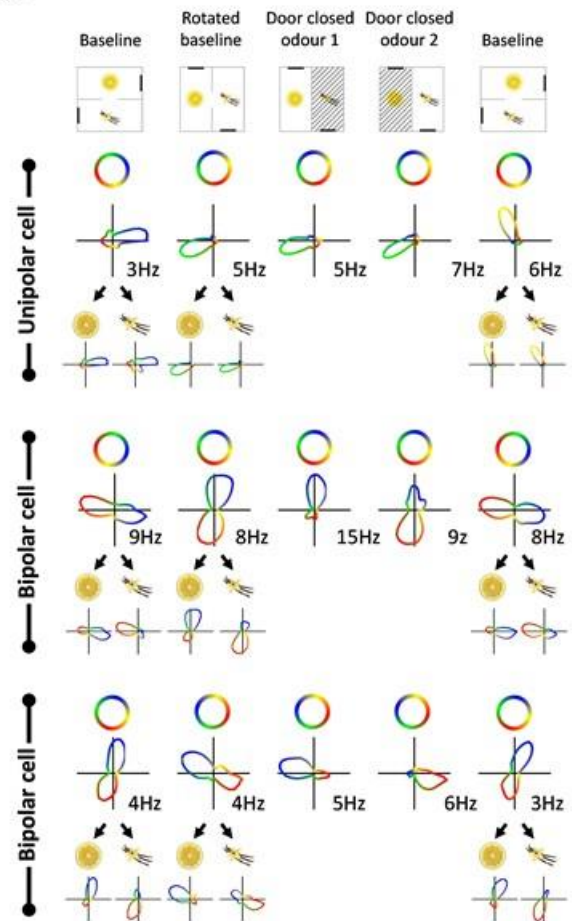 Baseline
Rotated baseline
Door closed odour 1
Door closed odour 2
Baseline
Unipolar cell
3Hz
5Hz
5Hz
7Hz
6Hz
Bipolar cell
9Hz
8Hz
15Hz
9z
8Hz
Bipolar cell
4Hz
4Hz
5Hz
6Hz
3Hz